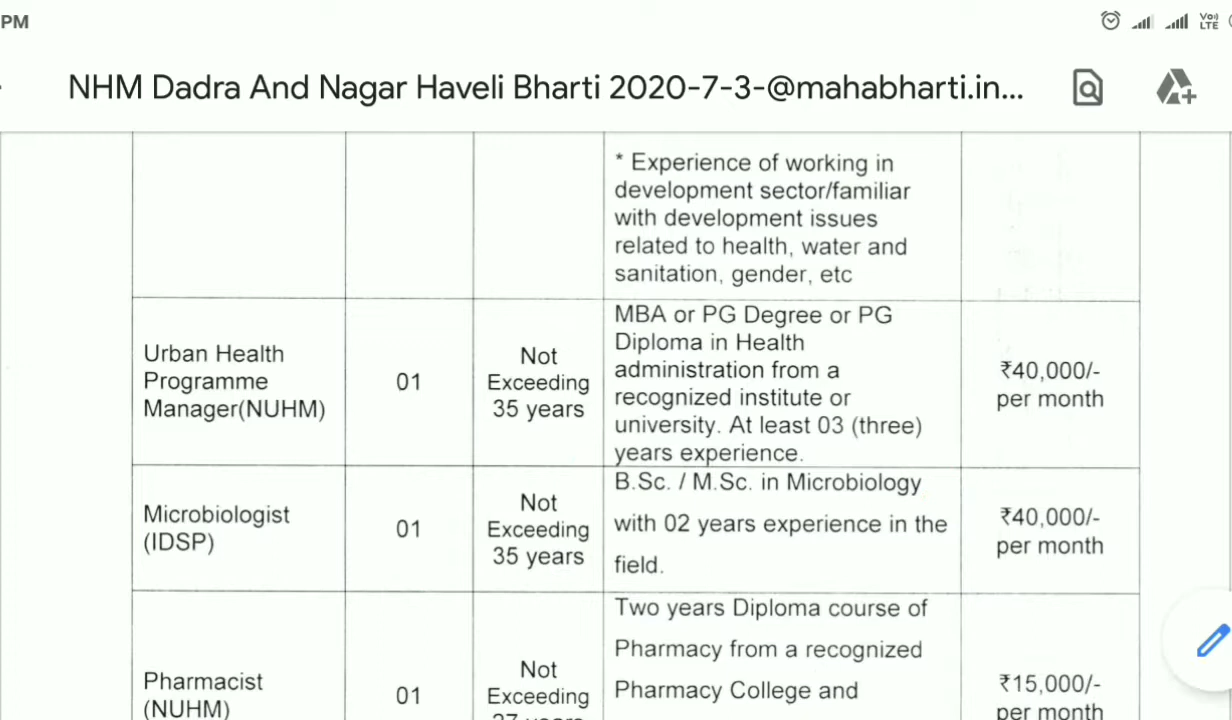 PM
Vo))
LTE
NHM Dadra And Nagar Haveli Bharti 2020-7-3-@mahabharti.in...
* Experience of working in
development sector/familiar
with development issues
related to health, water and
sanitation, gender, etc
Urban Health
Programme
Manager(NUHM)
01
Not
Exceeding
35 years
MBA or PG Degree or PG
Diploma in Health
administration from a
recognized institute or
university. At least 03 (three)
years experience.
₹40,000/-
per month
Microbiologist
(IDSP)
01
Not
Exceeding
35 years
B.Sc. / M.Sc. in Microbiology
with 02 years experience in the
field.
₹40,000/-
per month
Pharmacist
(NUHM)
01
Not
Exceeding
27 years
Two years Diploma course of
Pharmacy from a recognized
Pharmacy College and
₹15,000/-
per month